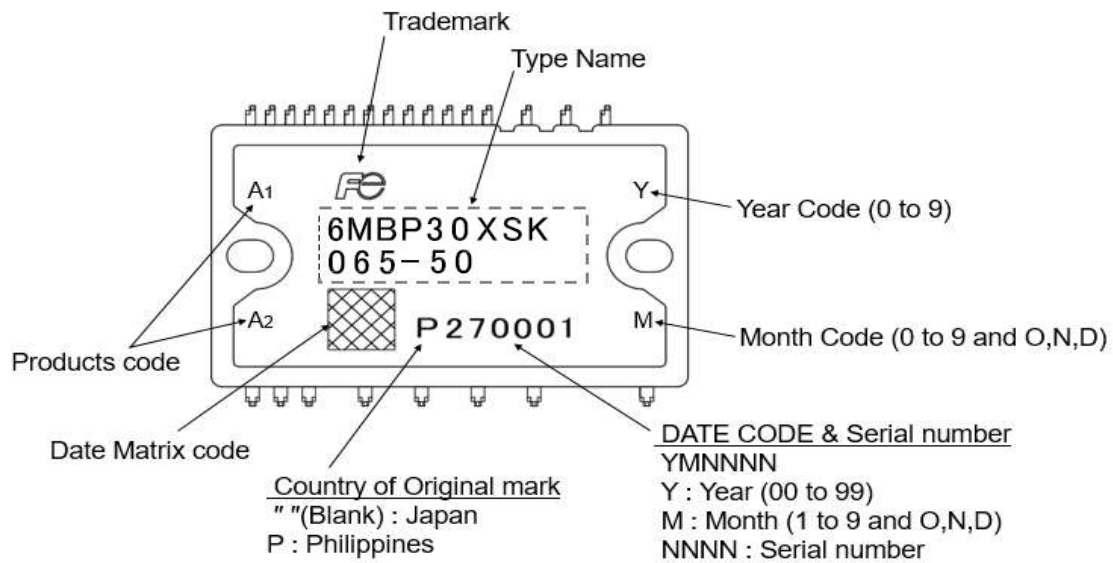 Trademark
Type Name
A1
Fe
Y
Year Code (0 to 9)
6MBP30XSK
065-50
A2
P270001
M
Month Code (0 to 9 and O,N,D)
Products code
Date Matrix code
Country of Original mark
" "(Blank) : Japan
P : Philippines
DATE CODE & Serial number
YMNNNN
Y : Year (00 to 99)
M : Month (1 to 9 and O,N,D)
NNNN : Serial number